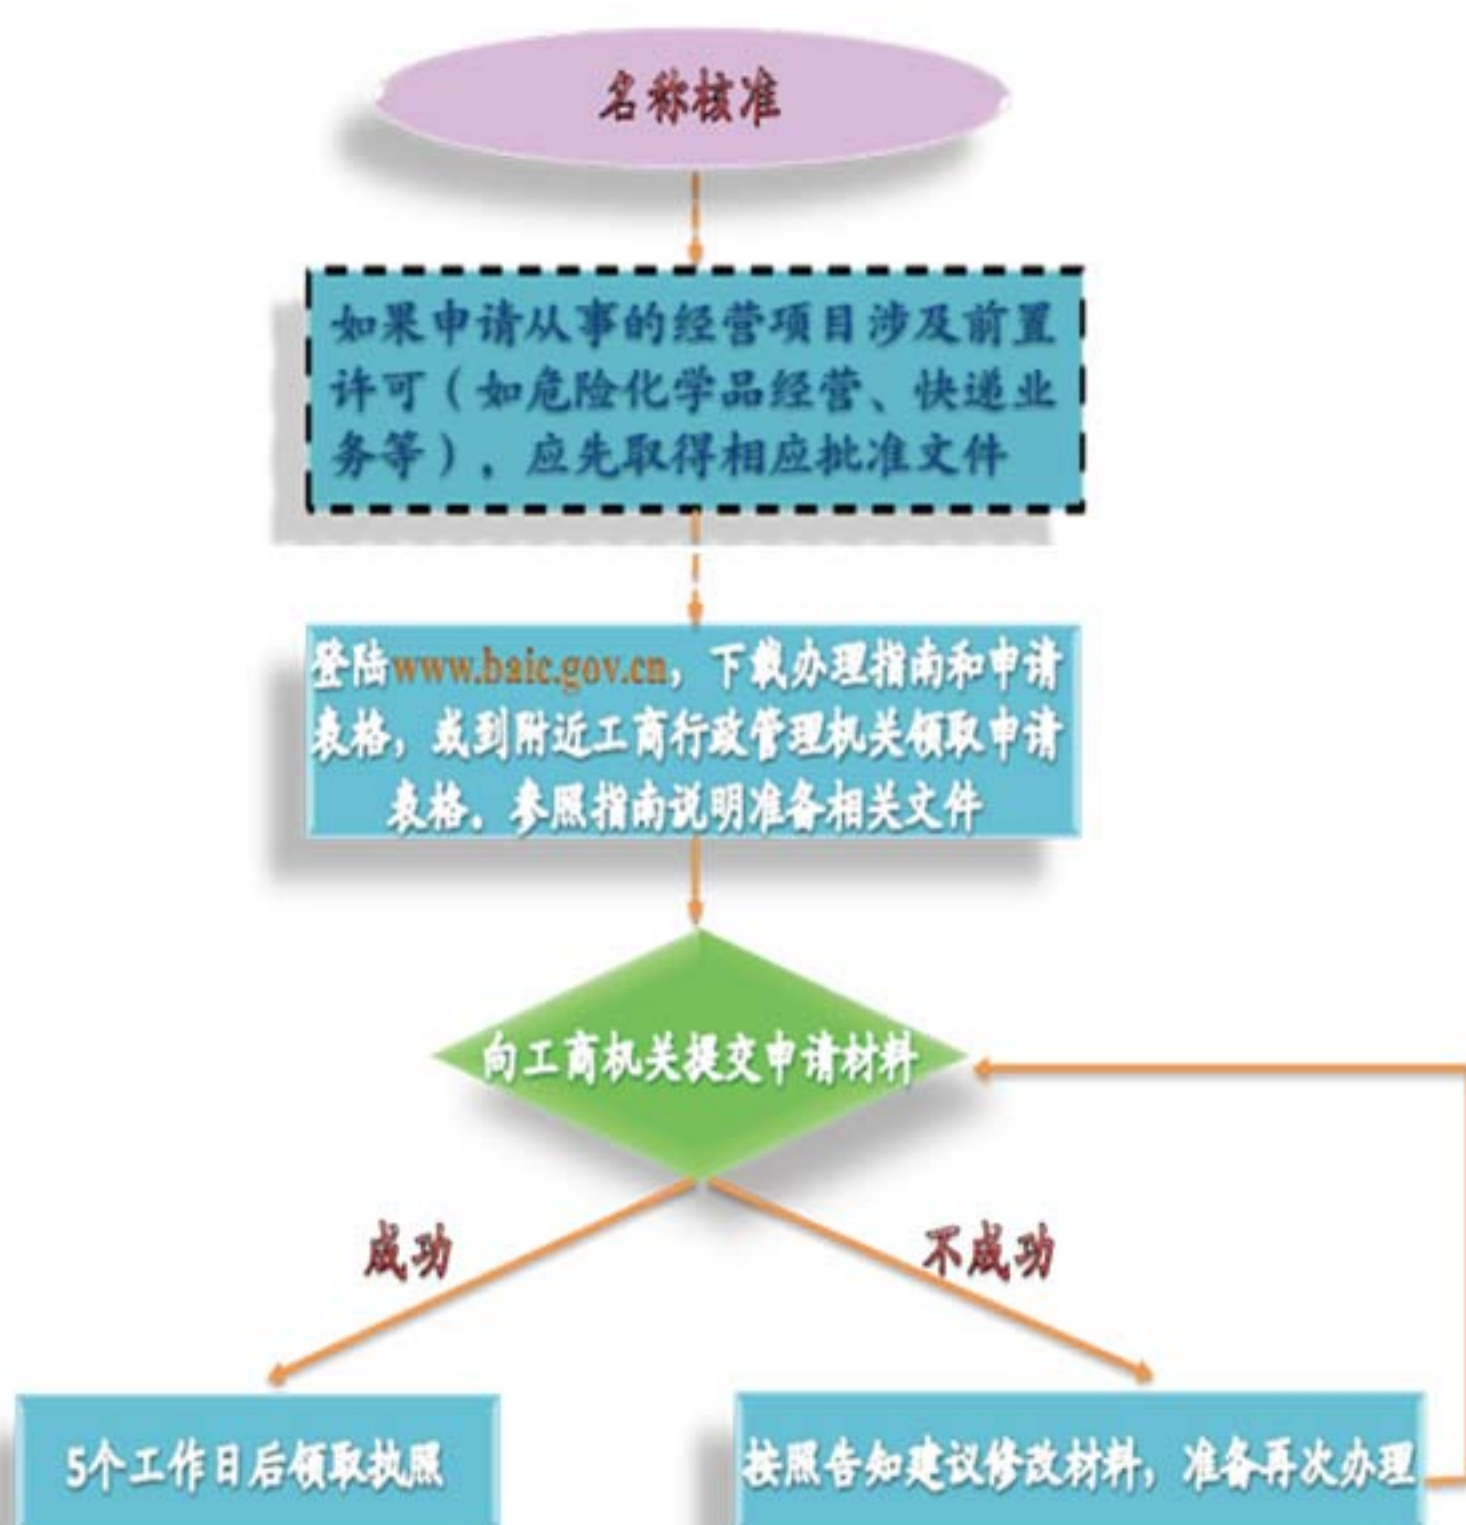 名称核准
如果申请从事的经营项目涉及前置
许可（如危险化学品经营、快递业
务等），应先取得相应批准文件
登陆www.baic.gov.cn，下载办理指南和申请
表格，或到附近工商行政管理机关领取申请
表格。参照指南说明准备相关文件
向工商机关提交申请材料
成功
不成功
5个工作日后领取执照
按照告知建议修改材料，准备再次办理